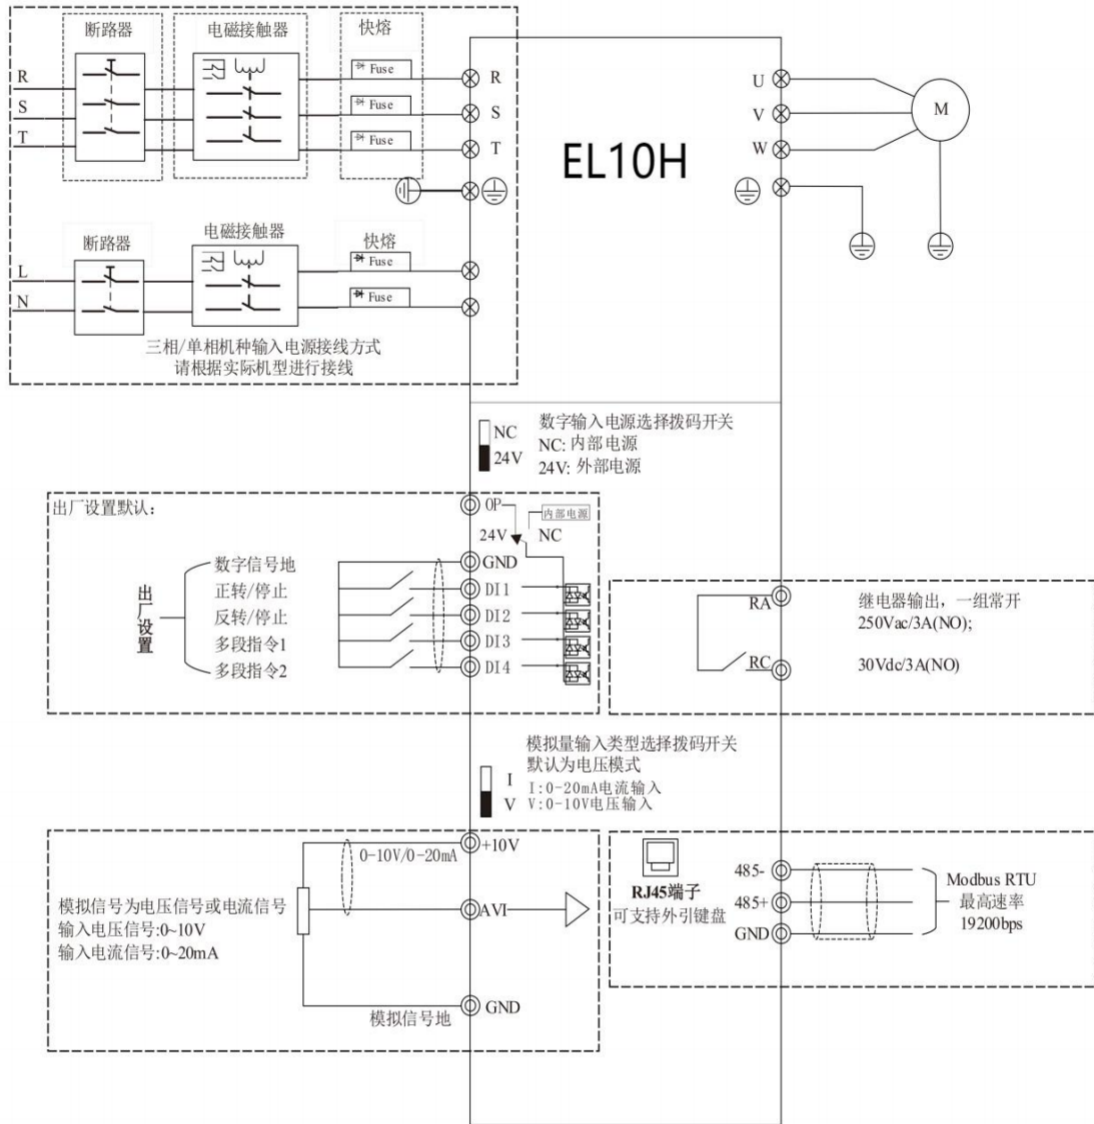 断路器
电磁接触器
快熔
R
S
T
Fuse
Fuse
Fuse
R
S
T
EL10H
U
V
W
M
断路器
电磁接触器
快熔
L
N
Fuse
Fuse
三相/单相机种输入电源接线方式
请根据实际机型进行接线
NC
24V
数字输入电源选择拨码开关
NC: 内部电源
24V: 外部电源
出厂设置默认:
OP
内部电源
24V
NC
出厂设置
数字信号地
正转/停止
反转/停止
多段指令1
多段指令2
GND
DI1
DI2
DI3
DI4
RA
RC
继电器输出，一组常开
250Vac/3A(NO);
30Vdc/3A(NO)
模拟量输入类型选择拨码开关
默认为电压模式
I
V
I:0-20mA电流输入
V:0-10V电压输入
0-10V/0-20mA
+10V
AVI
GND
模拟信号为电压信号或电流信号
输入电压信号:0~10V
输入电流信号:0~20mA
模拟信号地
RJ45端子
可支持外引键盘
485-
485+
GND
Modbus RTU
最高速率
19200bps